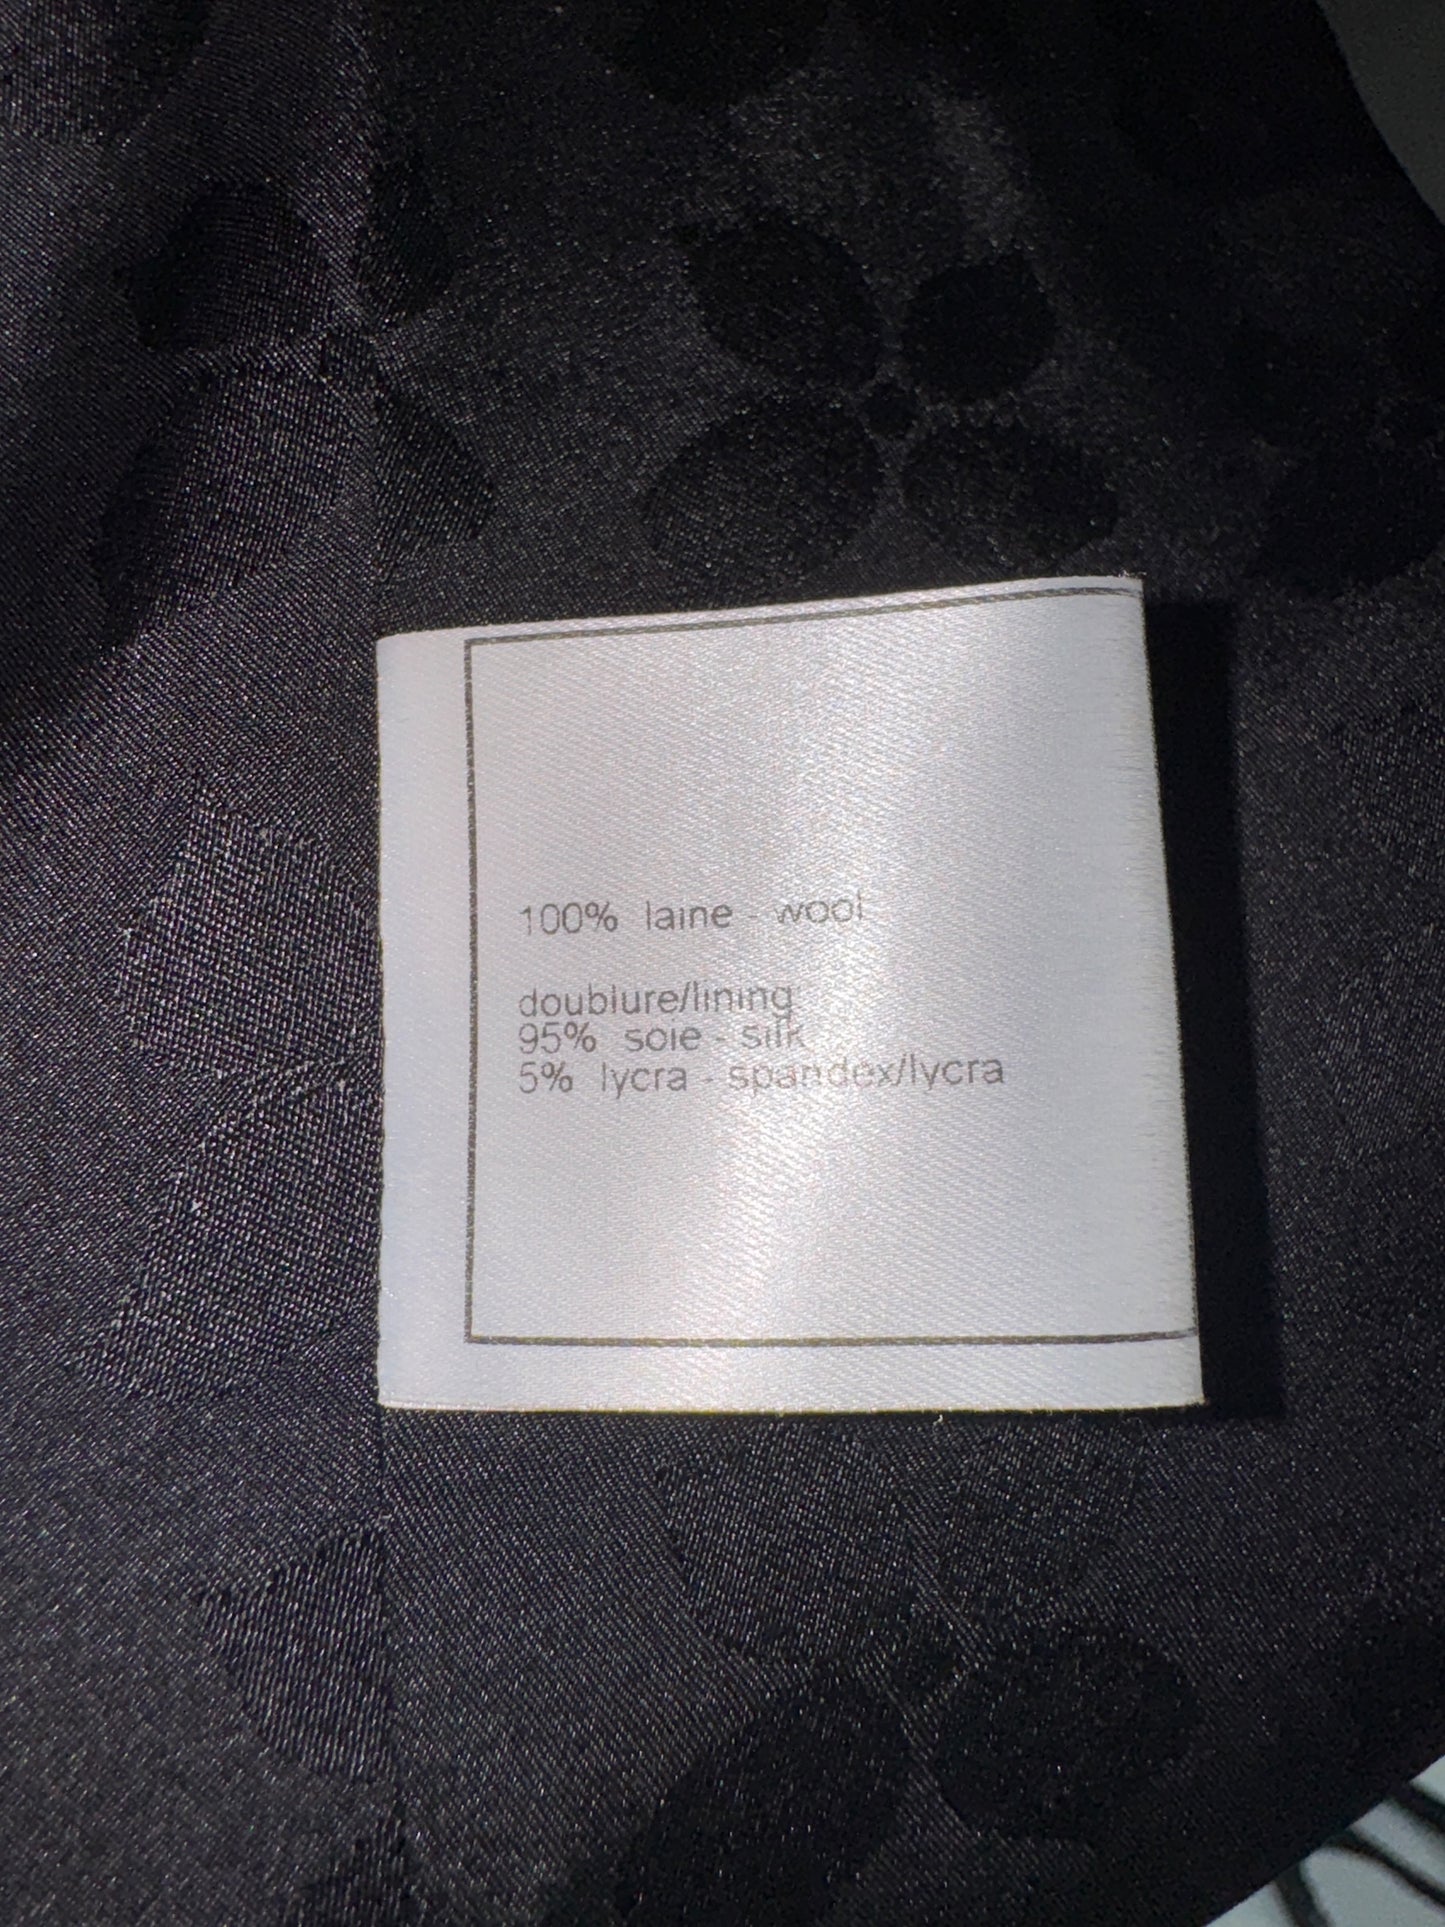 100% laine - wool
doublure/lining
95% soie - silk
5% lycra - spandex/lycra